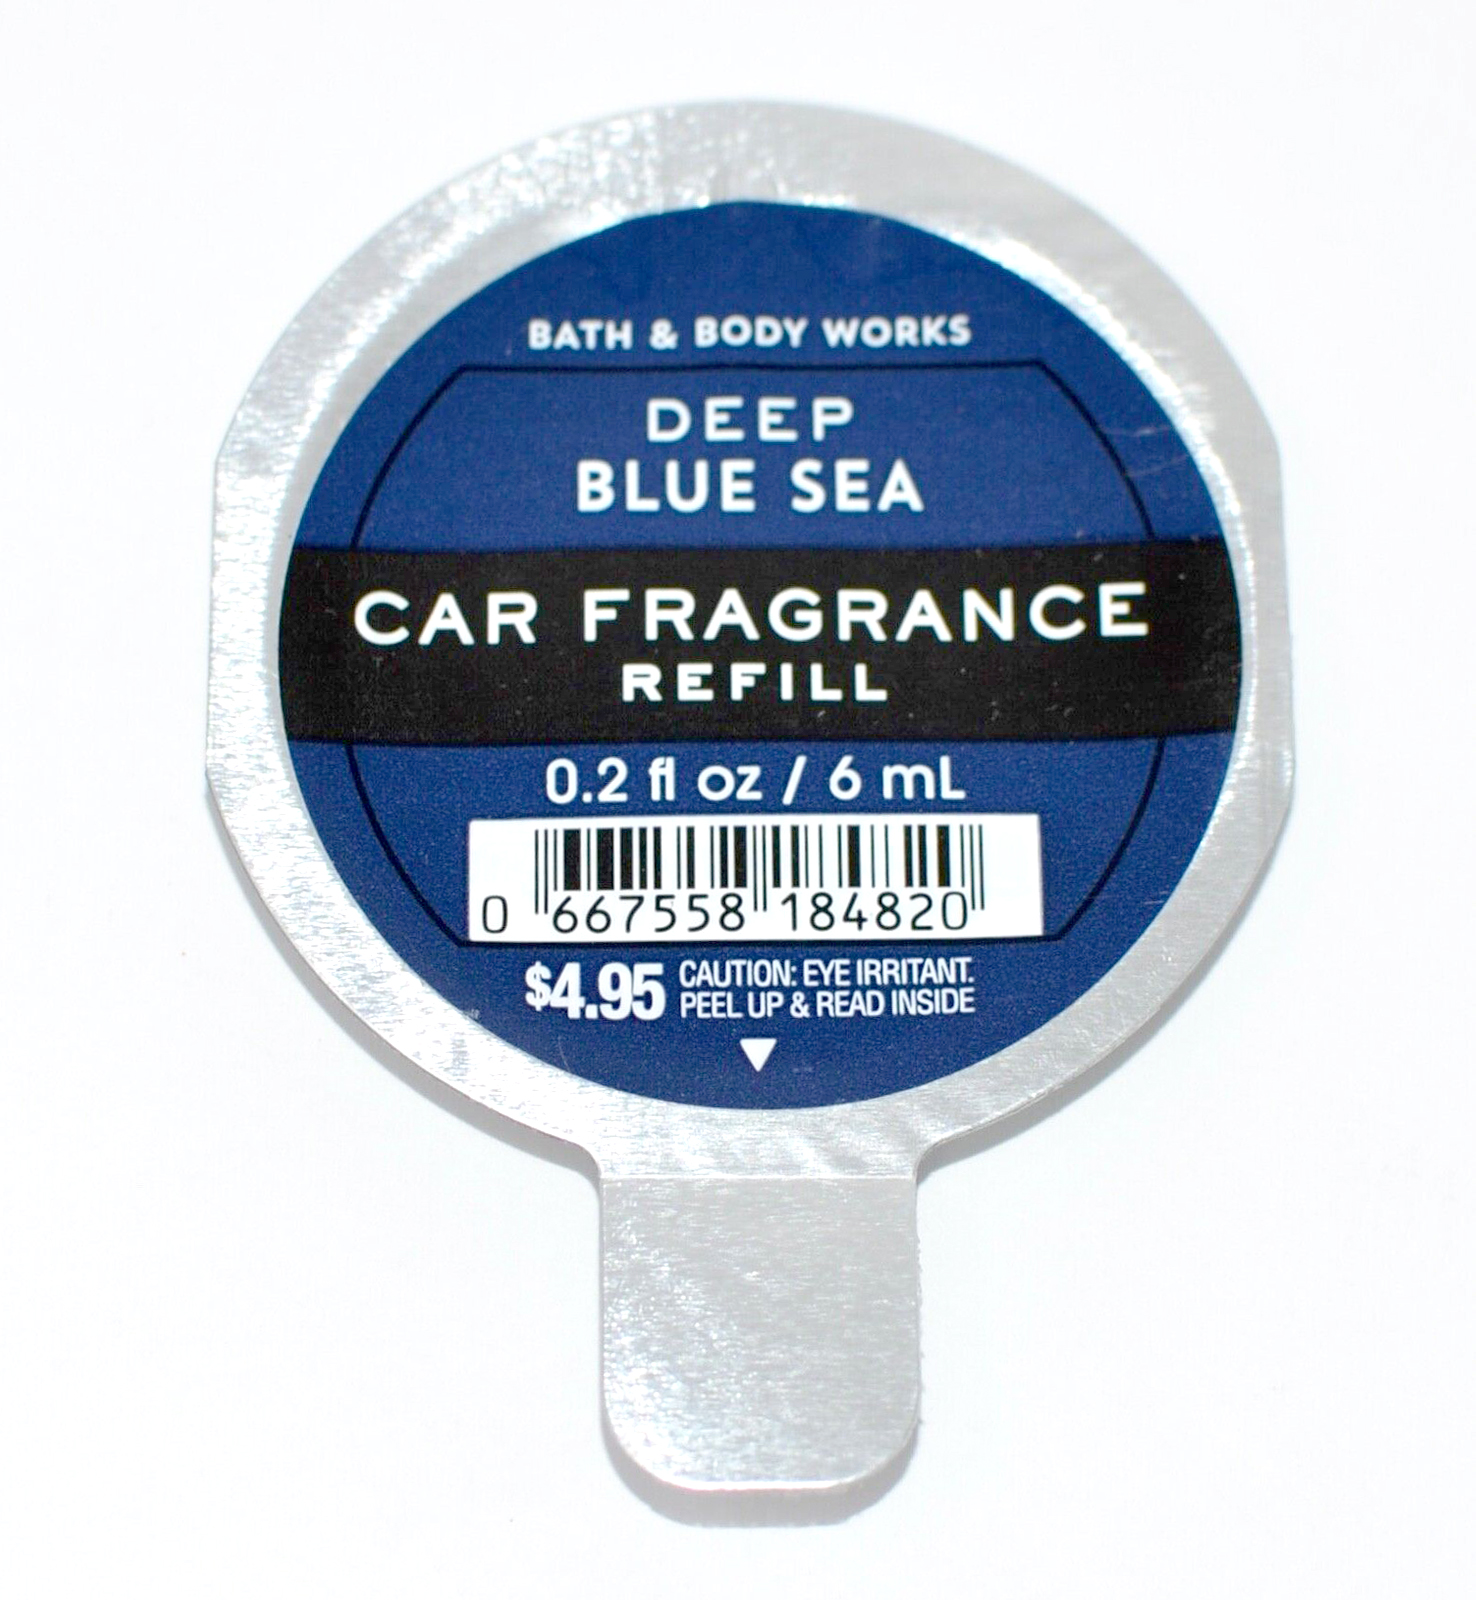 BATH & BODY WORKS
DEEP
BLUE SEA
CAR FRAGRANCE
REFILL
0.2 fl oz / 6 mL
0 667558 184820
$4.95 CAUTION: EYE IRRITANT.
PEEL UP & READ INSIDE